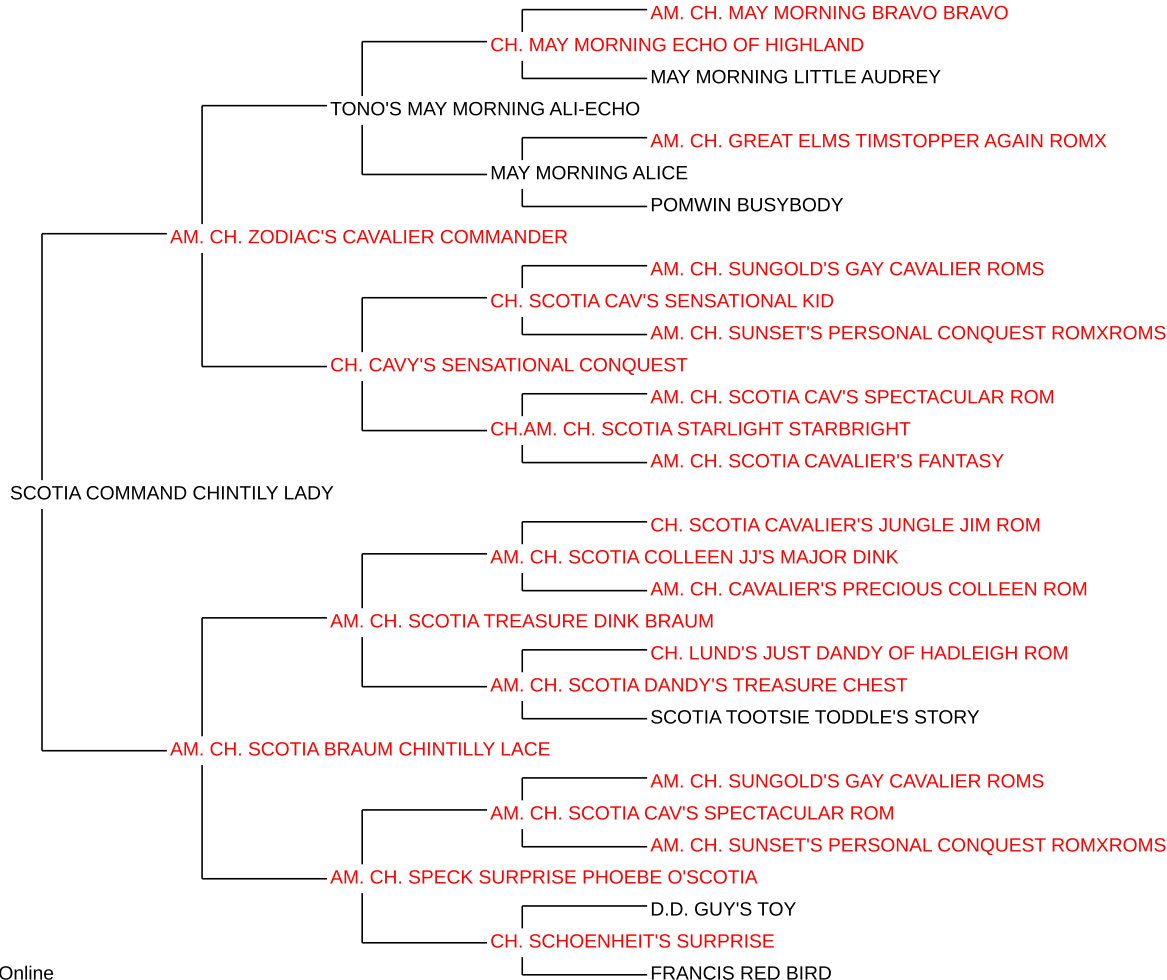 AM. CH. MAY MORNING BRAVO BRAVO
CH. MAY MORNING ECHO OF HIGHLAND
MAY MORNING LITTLE AUDREY
TONO'S MAY MORNING ALI-ECHO
AM. CH. GREAT ELMS TIMSTOPPER AGAIN ROMX
MAY MORNING ALICE
POMWIN BUSYBODY
AM. CH. ZODIAC'S CAVALIER COMMANDER
AM. CH. SUNGOLD'S GAY CAVALIER ROMS
CH. SCOTIA CAV'S SENSATIONAL KID
AM. CH. SUNSET'S PERSONAL CONQUEST ROMXROMS
CH. CAVY'S SENSATIONAL CONQUEST
AM. CH. SCOTIA CAV'S SPECTACULAR ROM
CH.AM. CH. SCOTIA STARLIGHT STARBRIGHT
AM. CH. SCOTIA CAVALIER'S FANTASY
SCOTIA COMMAND CHINTILY LADY
CH. SCOTIA CAVALIER'S JUNGLE JIM ROM
AM. CH. SCOTIA COLLEEN JJ'S MAJOR DINK
AM. CH. CAVALIER'S PRECIOUS COLLEEN ROM
AM. CH. SCOTIA TREASURE DINK BRAUM
CH. LUND'S JUST DANDY OF HADLEIGH ROM
AM. CH. SCOTIA DANDY'S TREASURE CHEST
SCOTIA TOOTSIE TODDLE'S STORY
AM. CH. SCOTIA BRAUM CHINTILLY LACE
AM. CH. SUNGOLD'S GAY CAVALIER ROMS
AM. CH. SCOTIA CAV'S SPECTACULAR ROM
AM. CH. SUNSET'S PERSONAL CONQUEST ROMXROMS
AM. CH. SPECK SURPRISE PHOEBE O'SCOTIA
D.D. GUY'S TOY
CH. SCHOENHEIT'S SURPRISE
FRANCIS RED BIRD
Online